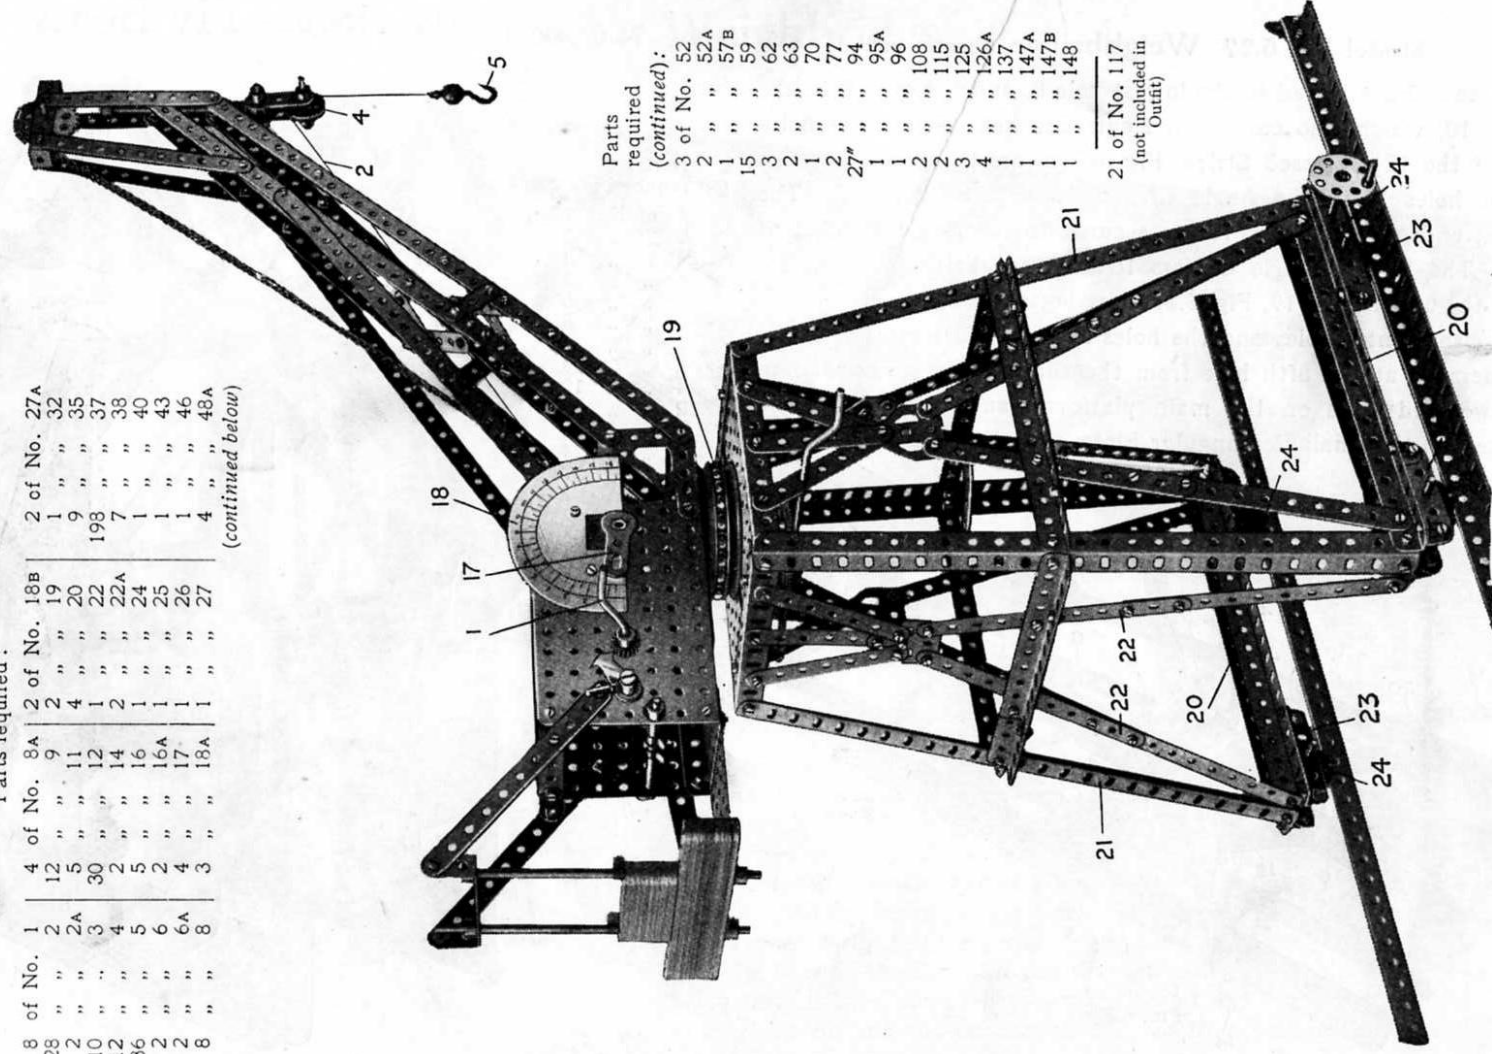 Parts required:
8 of No. 1 4 of No. 8A 2 of No. 18B 2 of No. 27A
28 „ „ 2 12 „ „ 9 2 „ „ 19 1 „ „ 32
2 „ „ 2A 5 „ „ 11 4 „ „ 20 9 „ „ 35
10 „ „ 3 30 „ „ 12 1 „ „ 22 198 „ „ 37
12 „ „ 4 2 „ „ 14 2 „ „ 22A 7 „ „ 38
36 „ „ 5 5 „ „ 16 1 „ „ 24 1 „ „ 40
2 „ „ 6 2 „ „ 16A 1 „ „ 25 1 „ „ 43
2 „ „ 6A 4 „ „ 17 1 „ „ 26 1 „ „ 46
8 „ „ 8 3 „ „ 18A 1 „ „ 27 4 „ „ 48A
(continued below)
Parts
required
(continued):
3 of No. 52
2 „ „ 52A
1 „ „ 57B
15 „ „ 59
3 „ „ 62
2 „ „ 63
1 „ „ 70
2 „ „ 77
27″ „ 94
1 „ „ 95A
1 „ „ 96
2 „ „ 108
2 „ „ 115
3 „ „ 125
4 „ „ 126A
1 „ „ 137
1 „ „ 147A
1 „ „ 147B
1 „ „ 148
21 of No. 117
(not included in
Outfit)
5
4
2
18
17
1
19
21
24
23
20
24
22
20
22
23
24
21